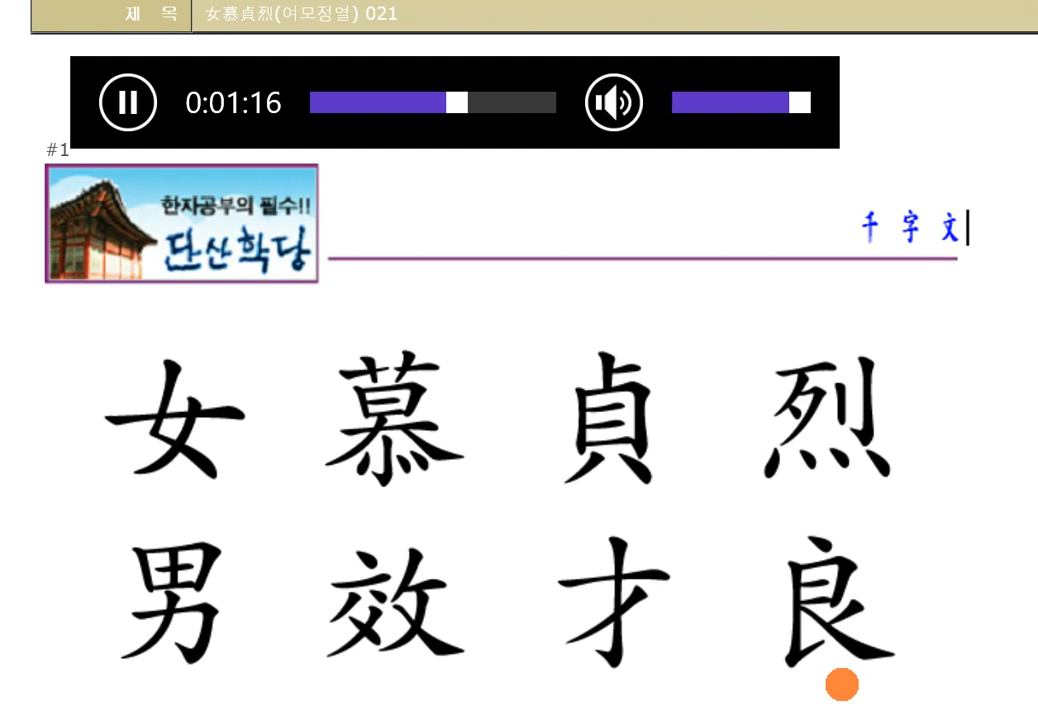 제 목 女慕貞烈(여모정열) 021
0:01:16
#1
한자공부의 필수!!
단산학당
千字文
女慕貞烈
男效才良